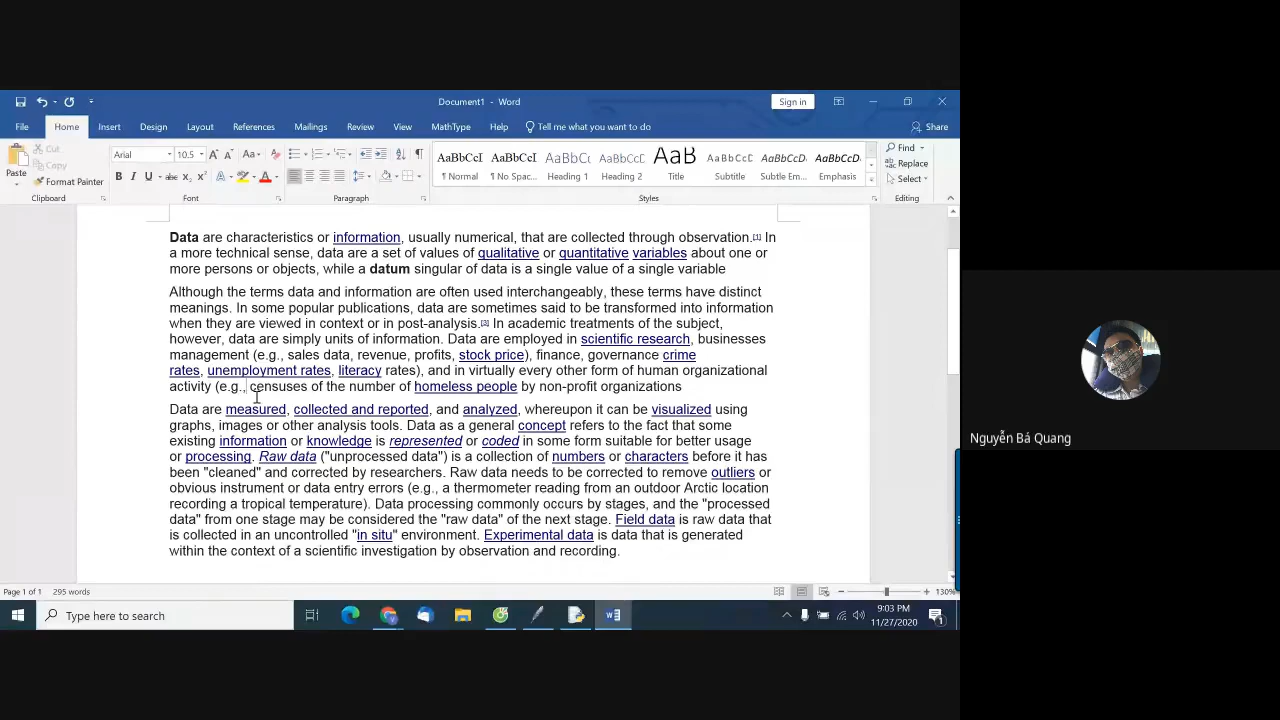 Document1 - Word
Sign in
File Home Insert Design Layout References Mailings Review View MathType Help Tell me what you want to do Share
Paste Cut Copy Format Painter
Arial 10.5 Aa
B I U abc x₂ x² A A
AaBbCcI AaBbCcI AaBbCc AaBbCcC AaB AaBbCcC AaBbCcD AaBbCcD
¶ Normal ¶ No Spac... Heading 1 Heading 2 Title Subtitle Subtle Em... Emphasis
Find
Replace
Select
Clipboard Font Paragraph Styles Editing
Data are characteristics or information, usually numerical, that are collected through observation.[1] In
a more technical sense, data are a set of values of qualitative or quantitative variables about one or
more persons or objects, while a datum singular of data is a single value of a single variable
Although the terms data and information are often used interchangeably, these terms have distinct
meanings. In some popular publications, data are sometimes said to be transformed into information
when they are viewed in context or in post-analysis.[3] In academic treatments of the subject,
however, data are simply units of information. Data are employed in scientific research, businesses
management (e.g., sales data, revenue, profits, stock price), finance, governance crime
rates, unemployment rates, literacy rates), and in virtually every other form of human organizational
activity (e.g., censuses of the number of homeless people by non-profit organizations
Data are measured, collected and reported, and analyzed, whereupon it can be visualized using
graphs, images or other analysis tools. Data as a general concept refers to the fact that some
existing information or knowledge is represented or coded in some form suitable for better usage
or processing. Raw data ("unprocessed data") is a collection of numbers or characters before it has
been "cleaned" and corrected by researchers. Raw data needs to be corrected to remove outliers or
obvious instrument or data entry errors (e.g., a thermometer reading from an outdoor Arctic location
recording a tropical temperature). Data processing commonly occurs by stages, and the "processed
data" from one stage may be considered the "raw data" of the next stage. Field data is raw data that
is collected in an uncontrolled "in situ" environment. Experimental data is data that is generated
within the context of a scientific investigation by observation and recording.
Page 1 of 1 295 words 130%
Type here to search
9:03 PM
11/27/2020
Nguyễn Bá Quang